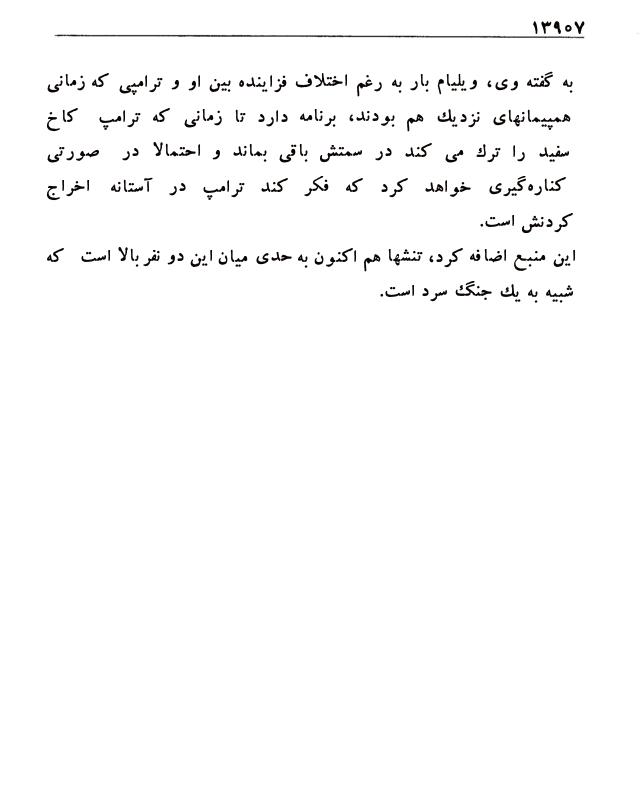 ۱۳۹۰۷
به گفته وی، ویلیام بار به رغم اختلاف فزاینده بین او و ترامپی که زمانی
همپیمانهای نزدیك هم بودند، برنامه دارد تا زمانی که ترامپ کاخ
سفید را ترك می کند در سمتش باقی بماند و احتمالا در صورتی
کناره‌گیری خواهد کرد که فکر کند ترامپ در آستانه اخراج
کردنش است.
این منبع اضافه کرد، تنشها هم اکنون به حدی میان این دو نفر بالا است که
شبیه به یك جنگ سرد است.